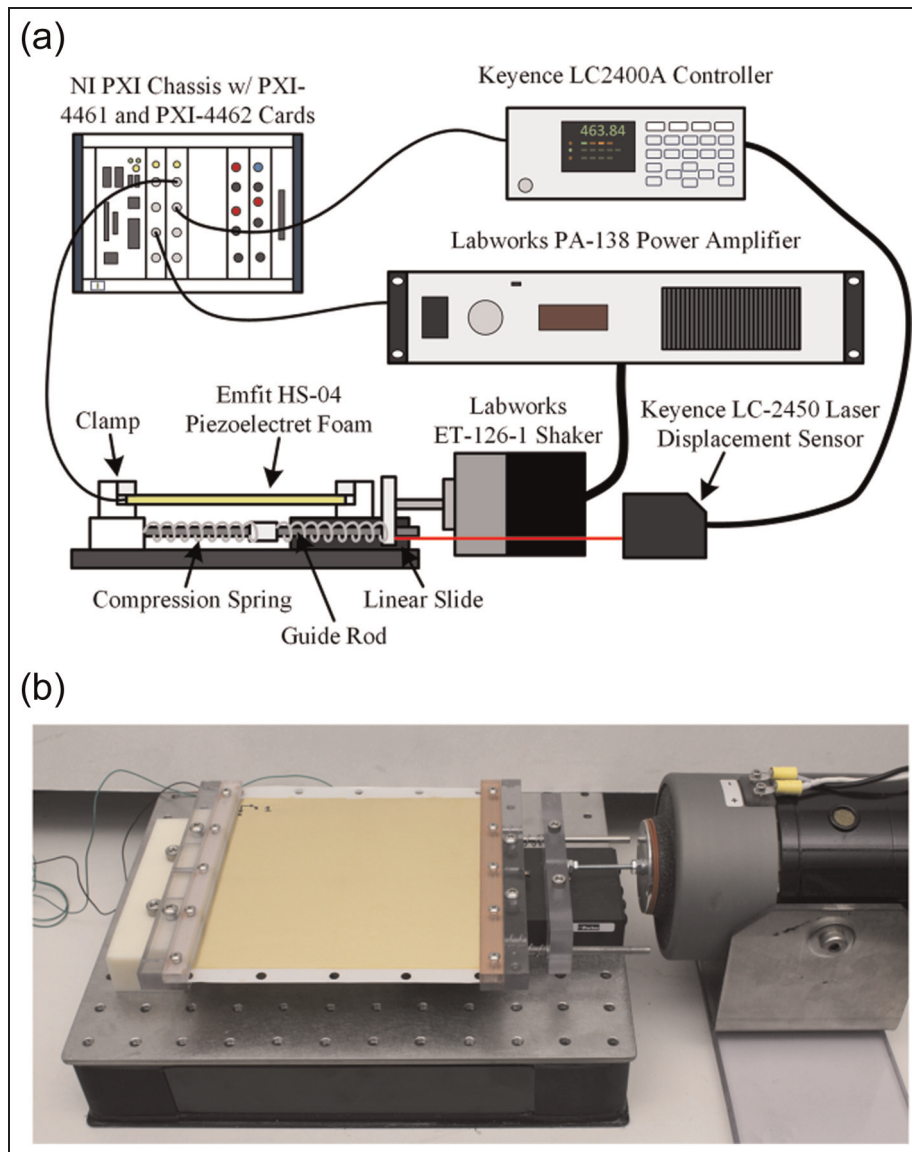 (a)
NI PXI Chassis w/ PXI-
4461 and PXI-4462 Cards
Keyence LC2400A Controller
463.84
Labworks PA-138 Power Amplifier
Emfit HS-04
Piezoelectret Foam
Clamp
Labworks
ET-126-1 Shaker
Keyence LC-2450 Laser
Displacement Sensor
Compression Spring
Linear Slide
Guide Rod
(b)
- +